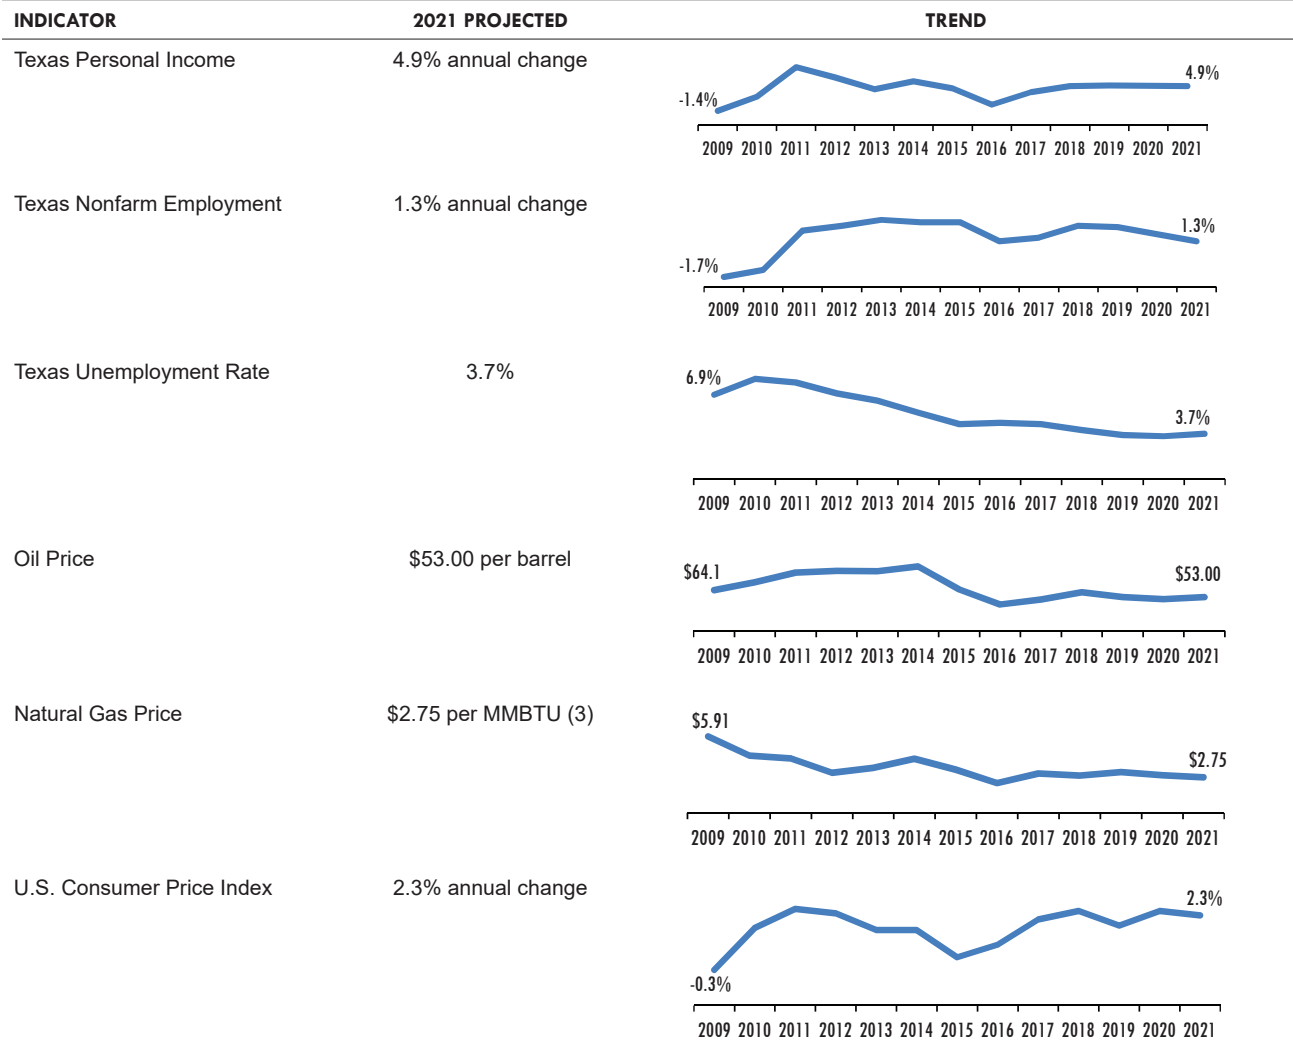 INDICATOR 2021 PROJECTED TREND
Texas Personal Income 4.9% annual change
4.9%
-1.4%
2009 2010 2011 2012 2013 2014 2015 2016 2017 2018 2019 2020 2021
Texas Nonfarm Employment 1.3% annual change
1.3%
-1.7%
2009 2010 2011 2012 2013 2014 2015 2016 2017 2018 2019 2020 2021
Texas Unemployment Rate 3.7%
6.9%
3.7%
2009 2010 2011 2012 2013 2014 2015 2016 2017 2018 2019 2020 2021
Oil Price $53.00 per barrel
$64.1 $53.00
2009 2010 2011 2012 2013 2014 2015 2016 2017 2018 2019 2020 2021
Natural Gas Price $2.75 per MMBTU (3)
$5.91
$2.75
2009 2010 2011 2012 2013 2014 2015 2016 2017 2018 2019 2020 2021
U.S. Consumer Price Index 2.3% annual change
2.3%
-0.3%
2009 2010 2011 2012 2013 2014 2015 2016 2017 2018 2019 2020 2021